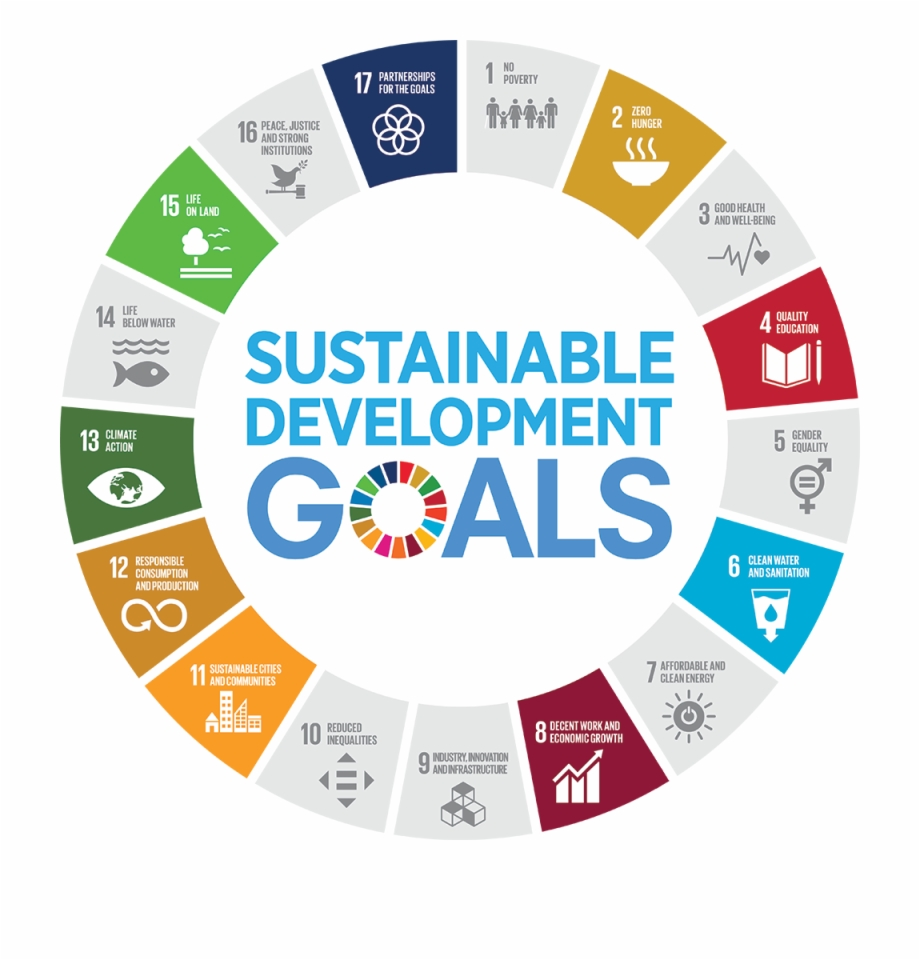 1 NO
POVERTY
2 ZERO
HUNGER
3 GOOD HEALTH
AND WELL-BEING
4 QUALITY
EDUCATION
5 GENDER
EQUALITY
6 CLEAN WATER
AND SANITATION
7 AFFORDABLE AND
CLEAN ENERGY
8 DECENT WORK AND
ECONOMIC GROWTH
9 INDUSTRY, INNOVATION
AND INFRASTRUCTURE
10 REDUCED
INEQUALITIES
11 SUSTAINABLE CITIES
AND COMMUNITIES
12 RESPONSIBLE
CONSUMPTION
AND PRODUCTION
13 CLIMATE
ACTION
14 LIFE
BELOW WATER
15 LIFE
ON LAND
16 PEACE, JUSTICE
AND STRONG
INSTITUTIONS
17 PARTNERSHIPS
FOR THE GOALS
SUSTAINABLE
DEVELOPMENT
GOALS